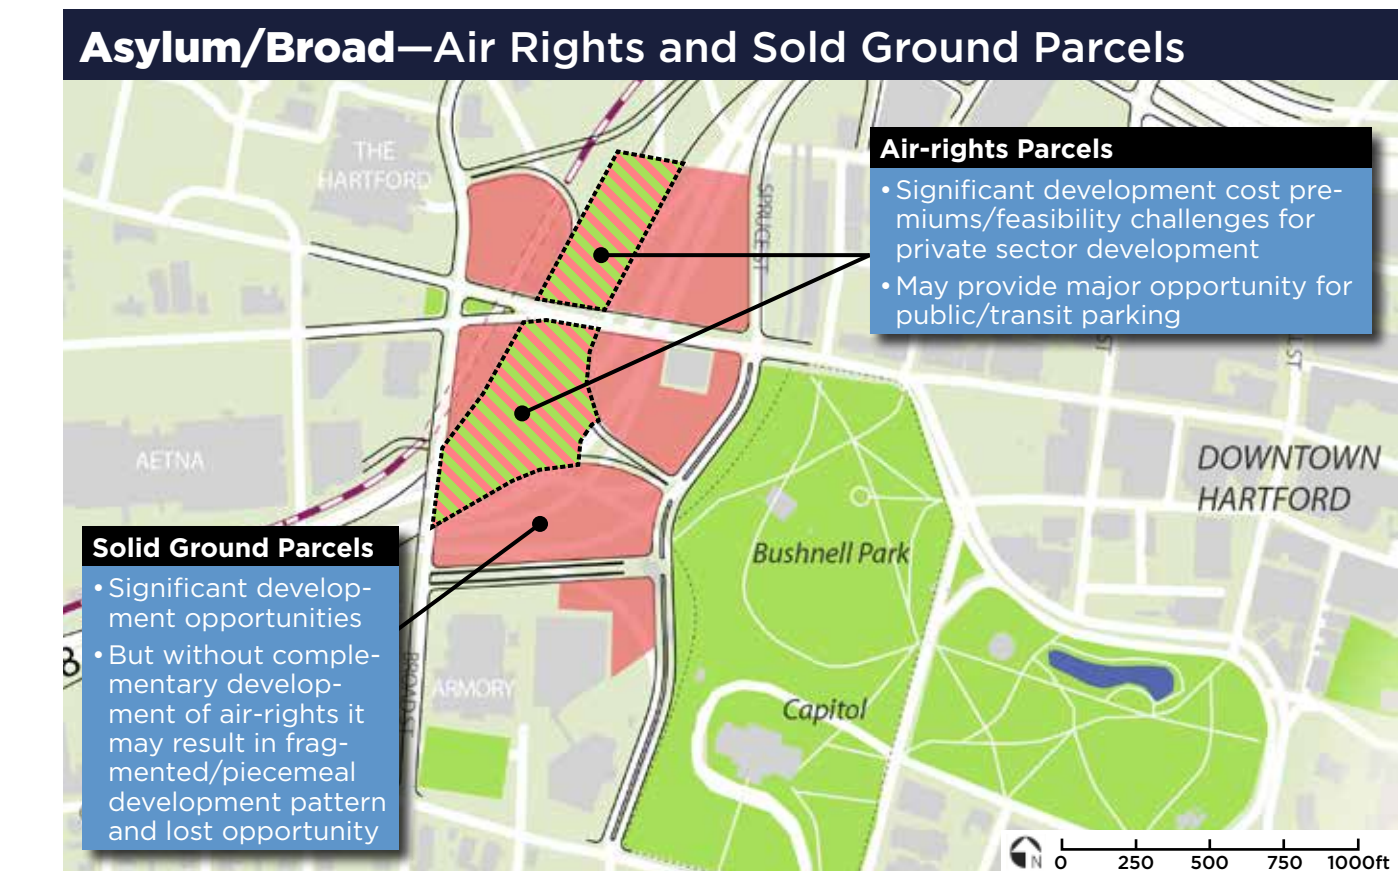 Asylum/Broad—Air Rights and Sold Ground Parcels
THE
HARTFORD
SPRUCE ST
Air-rights Parcels
• Significant development cost pre-
miums/feasibility challenges for
private sector development
• May provide major opportunity for
public/transit parking
ST
ST
AETNA
DOWNTOWN
HARTFORD
Solid Ground Parcels
• Significant develop-
ment opportunities
• But without comple-
mentary develop-
ment of air-rights it
may result in frag-
mented/piecemeal
development pattern
and lost opportunity
Bushnell Park
BROAD ST
ARMORY
Capitol
N
0 250 500 750 1000ft